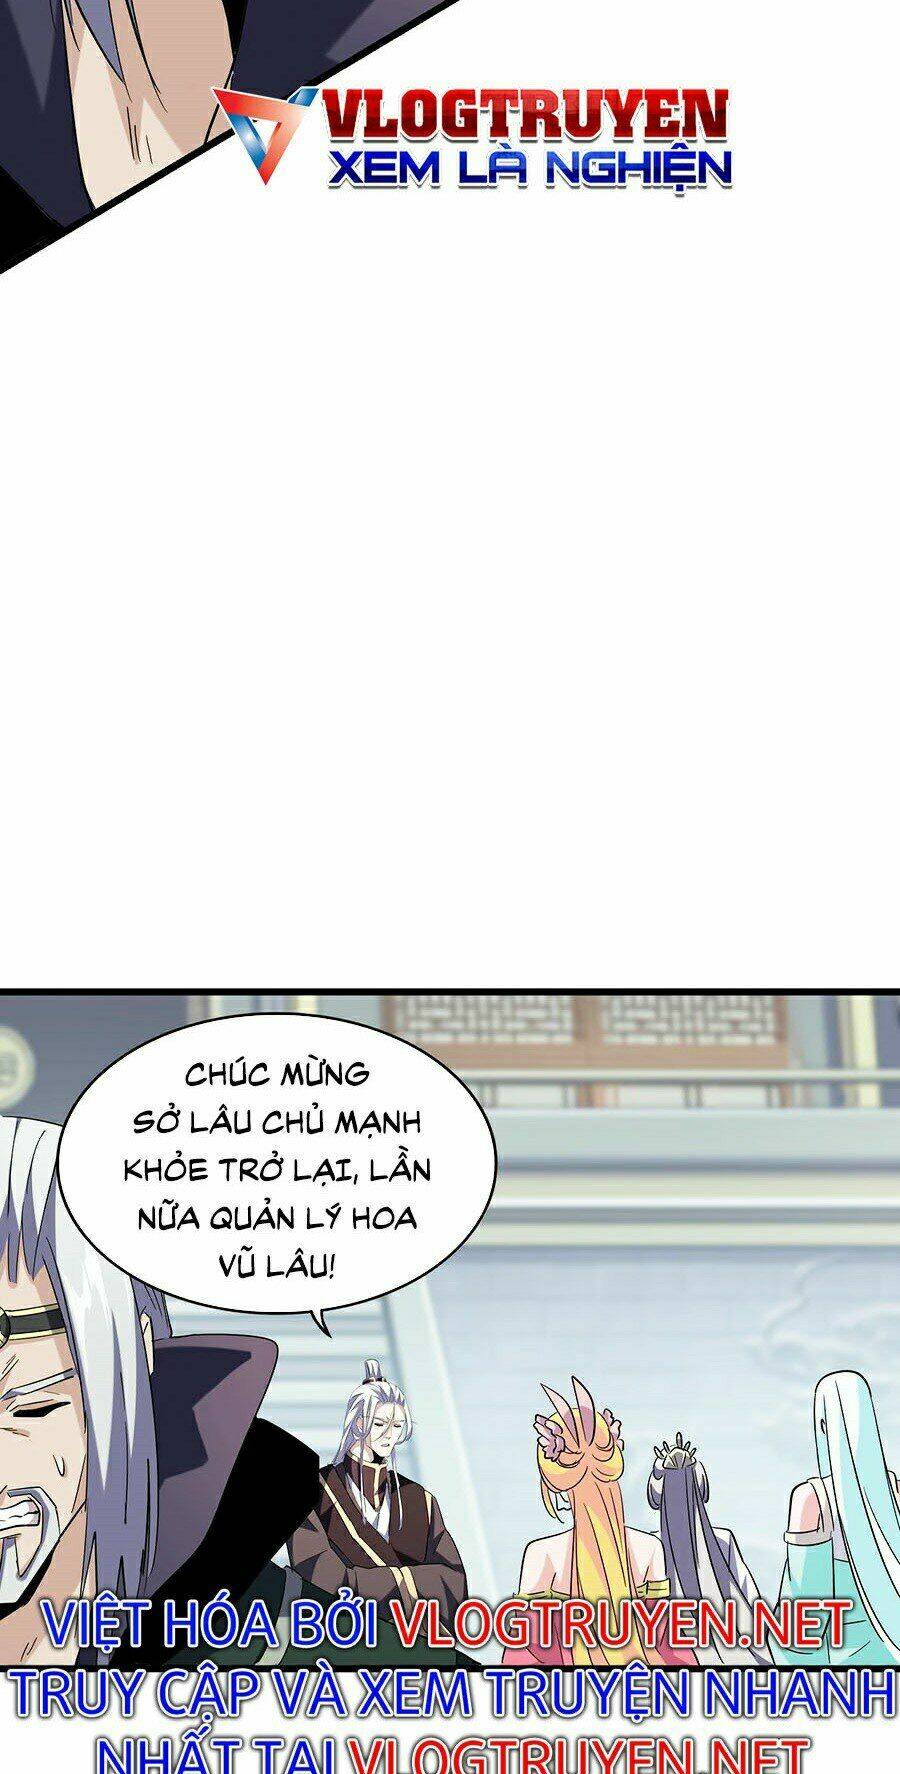 VLOGTRUYEN
XEM LÀ NGHIỆN
CHÚC MỪNG
SỞ LÂU CHỦ MẠNH
KHỎE TRỞ LẠI, LẦN
NỮA QUẢN LÝ HOA
VŨ LÂU!
VIỆT HÓA BỞI VLOGTRUYEN.NET
TRUY CẬP VÀ XEM TRUYỆN NHANH
NHẤT TẠI VLOGTRUYEN.NET